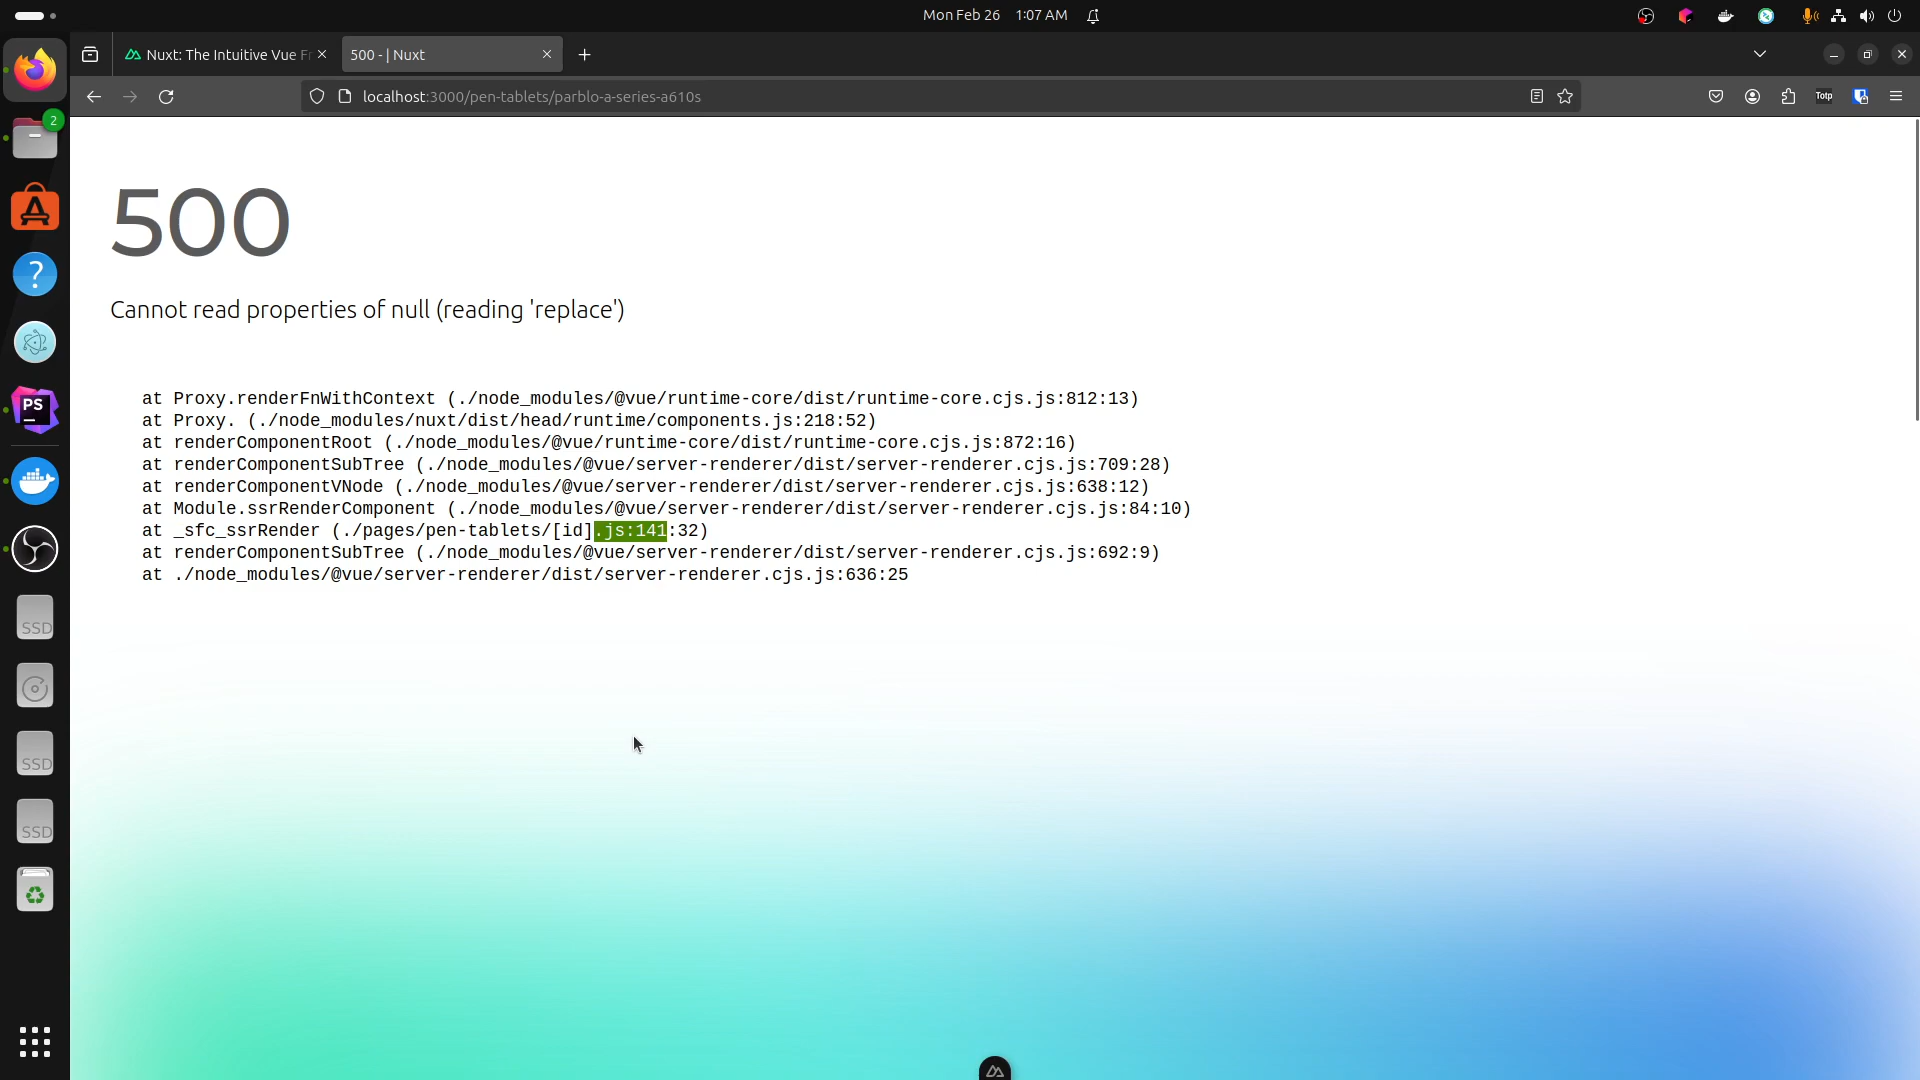 Mon Feb 26 1:07 AM
Nuxt: The Intuitive Vue Fr
500 - | Nuxt
localhost:3000/pen-tablets/parblo-a-series-a610s
Totp
2
500
Cannot read properties of null (reading 'replace')
at Proxy.renderFnWithContext (./node_modules/@vue/runtime-core/dist/runtime-core.cjs.js:812:13)
at Proxy. (./node_modules/nuxt/dist/head/runtime/components.js:218:52)
at renderComponentRoot (./node_modules/@vue/runtime-core/dist/runtime-core.cjs.js:872:16)
at renderComponentSubTree (./node_modules/@vue/server-renderer/dist/server-renderer.cjs.js:709:28)
at renderComponentVNode (./node_modules/@vue/server-renderer/dist/server-renderer.cjs.js:638:12)
at Module.ssrRenderComponent (./node_modules/@vue/server-renderer/dist/server-renderer.cjs.js:84:10)
at _sfc_ssrRender (./pages/pen-tablets/[id].js:141:32)
at renderComponentSubTree (./node_modules/@vue/server-renderer/dist/server-renderer.cjs.js:692:9)
at ./node_modules/@vue/server-renderer/dist/server-renderer.cjs.js:636:25
?
PS
SSD
SSD
SSD